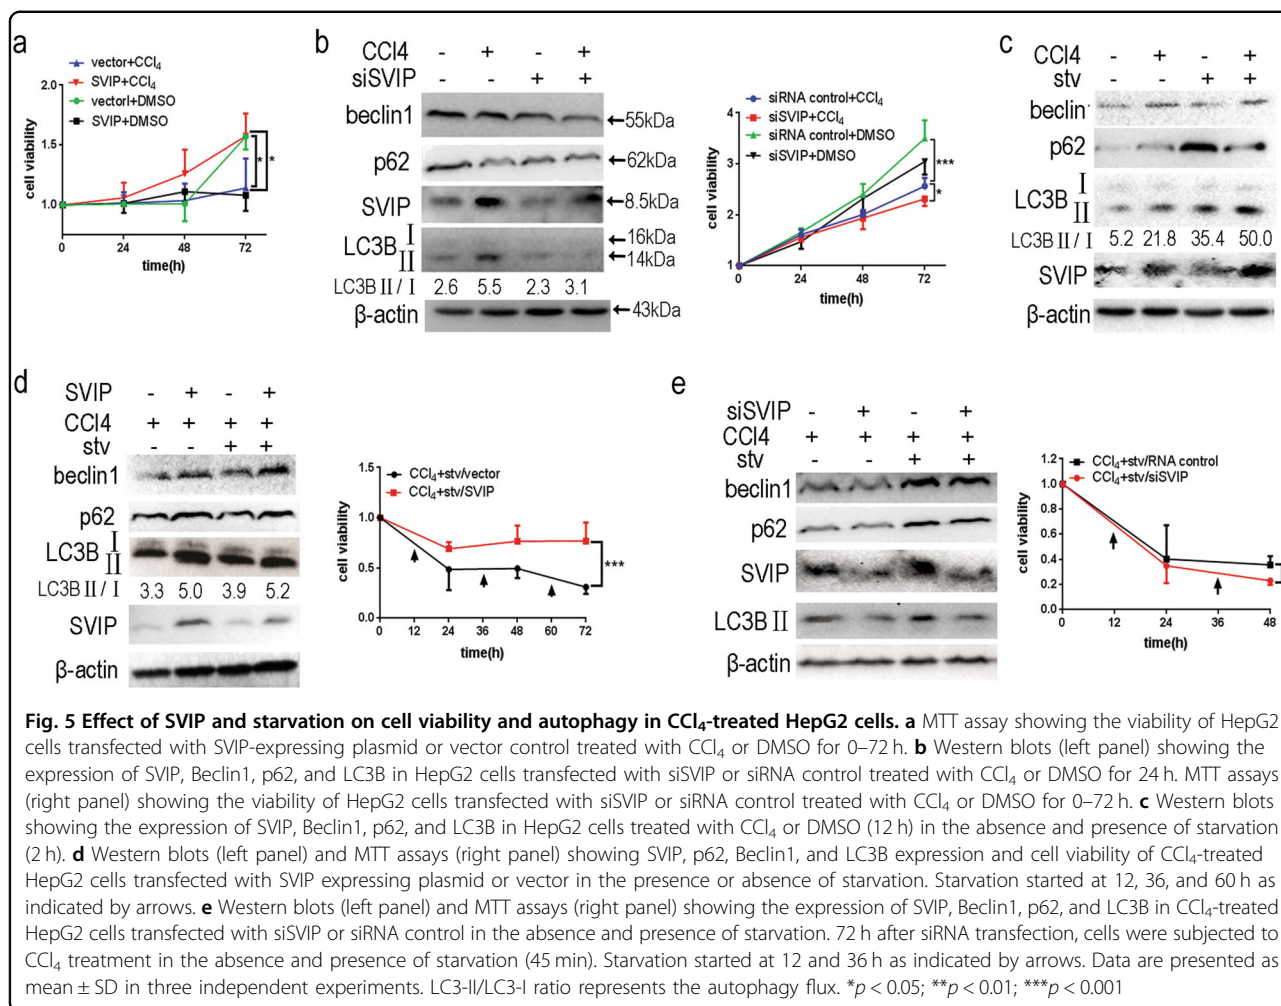 a
vector+CCl₄
SVIP+CCl₄
vectorl+DMSO
SVIP+DMSO
2.0
1.5
1.0
cell viability
0 24 48 72
time(h)
* *
b
CCl4 - + - +
siSVIP - - + +
beclin1 55kDa
p62 62kDa
SVIP 8.5kDa
LC3B I 16kDa
II 14kDa
LC3B II / I 2.6 5.5 2.3 3.1
β-actin 43kDa
siRNA control+CCl₄
siSVIP+CCl₄
siRNA control+DMSO
siSVIP+DMSO
4
3
2
1
cell viability
0 24 48 72
time(h)
***
*
c
CCl4 - + - +
stv - - + +
beclin
p62
LC3B I
II
LC3B II / I 5.2 21.8 35.4 50.0
SVIP
β-actin
d
SVIP - + - +
CCl4 + + + +
stv - - + +
beclin1
p62
LC3B I
II
LC3B II / I 3.3 5.0 3.9 5.2
SVIP
β-actin
CCl₄+stv/vector
CCl₄+stv/SVIP
1.5
1.0
0.5
0.0
cell viability
0 12 24 36 48 60 72
time(h)
***
e
siSVIP - + - +
CCl4 + + + +
stv - - + +
beclin1
p62
SVIP
LC3B II
β-actin
CCl₄+stv/RNA control
CCl₄+stv/siSVIP
1.2
1.0
0.8
0.6
0.4
0.2
0.0
cell viability
0 12 24 36 48
time(h)
Fig. 5 Effect of SVIP and starvation on cell viability and autophagy in CCl₄-treated HepG2 cells. a MTT assay showing the viability of HepG2
cells transfected with SVIP-expressing plasmid or vector control treated with CCl₄ or DMSO for 0–72 h. b Western blots (left panel) showing the
expression of SVIP, Beclin1, p62, and LC3B in HepG2 cells transfected with siSVIP or siRNA control treated with CCl₄ or DMSO for 24 h. MTT assays
(right panel) showing the viability of HepG2 cells transfected with siSVIP or siRNA control treated with CCl₄ or DMSO for 0–72 h. c Western blots
showing the expression of SVIP, Beclin1, p62, and LC3B in HepG2 cells treated with CCl₄ or DMSO (12 h) in the absence and presence of starvation
(2 h). d Western blots (left panel) and MTT assays (right panel) showing SVIP, p62, Beclin1, and LC3B expression and cell viability of CCl₄-treated
HepG2 cells transfected with SVIP expressing plasmid or vector in the presence or absence of starvation. Starvation started at 12, 36, and 60 h as
indicated by arrows. e Western blots (left panel) and MTT assays (right panel) showing the expression of SVIP, Beclin1, p62, and LC3B in CCl₄-treated
HepG2 cells transfected with siSVIP or siRNA control in the absence and presence of starvation. 72 h after siRNA transfection, cells were subjected to
CCl₄ treatment in the absence and presence of starvation (45 min). Starvation started at 12 and 36 h as indicated by arrows. Data are presented as
mean ± SD in three independent experiments. LC3-II/LC3-I ratio represents the autophagy flux. *p < 0.05; **p < 0.01; ***p < 0.001